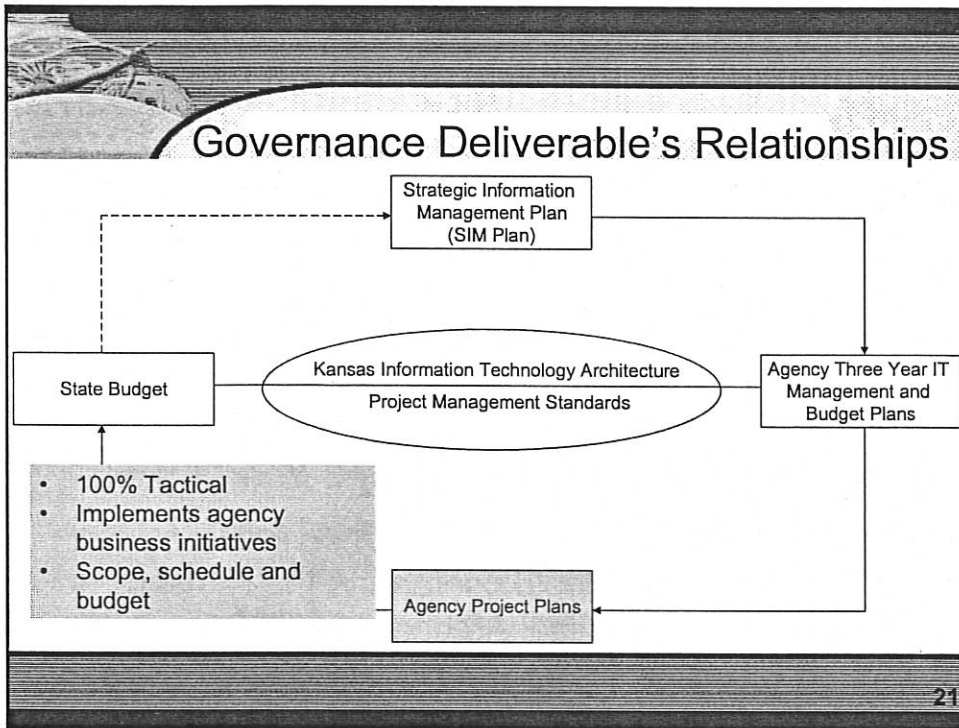 Governance Deliverable's Relationships
Strategic Information
Management Plan
(SIM Plan)
State Budget
Kansas Information Technology Architecture
Project Management Standards
Agency Three Year IT
Management and
Budget Plans
• 100% Tactical
• Implements agency
business initiatives
• Scope, schedule and
budget
Agency Project Plans
21